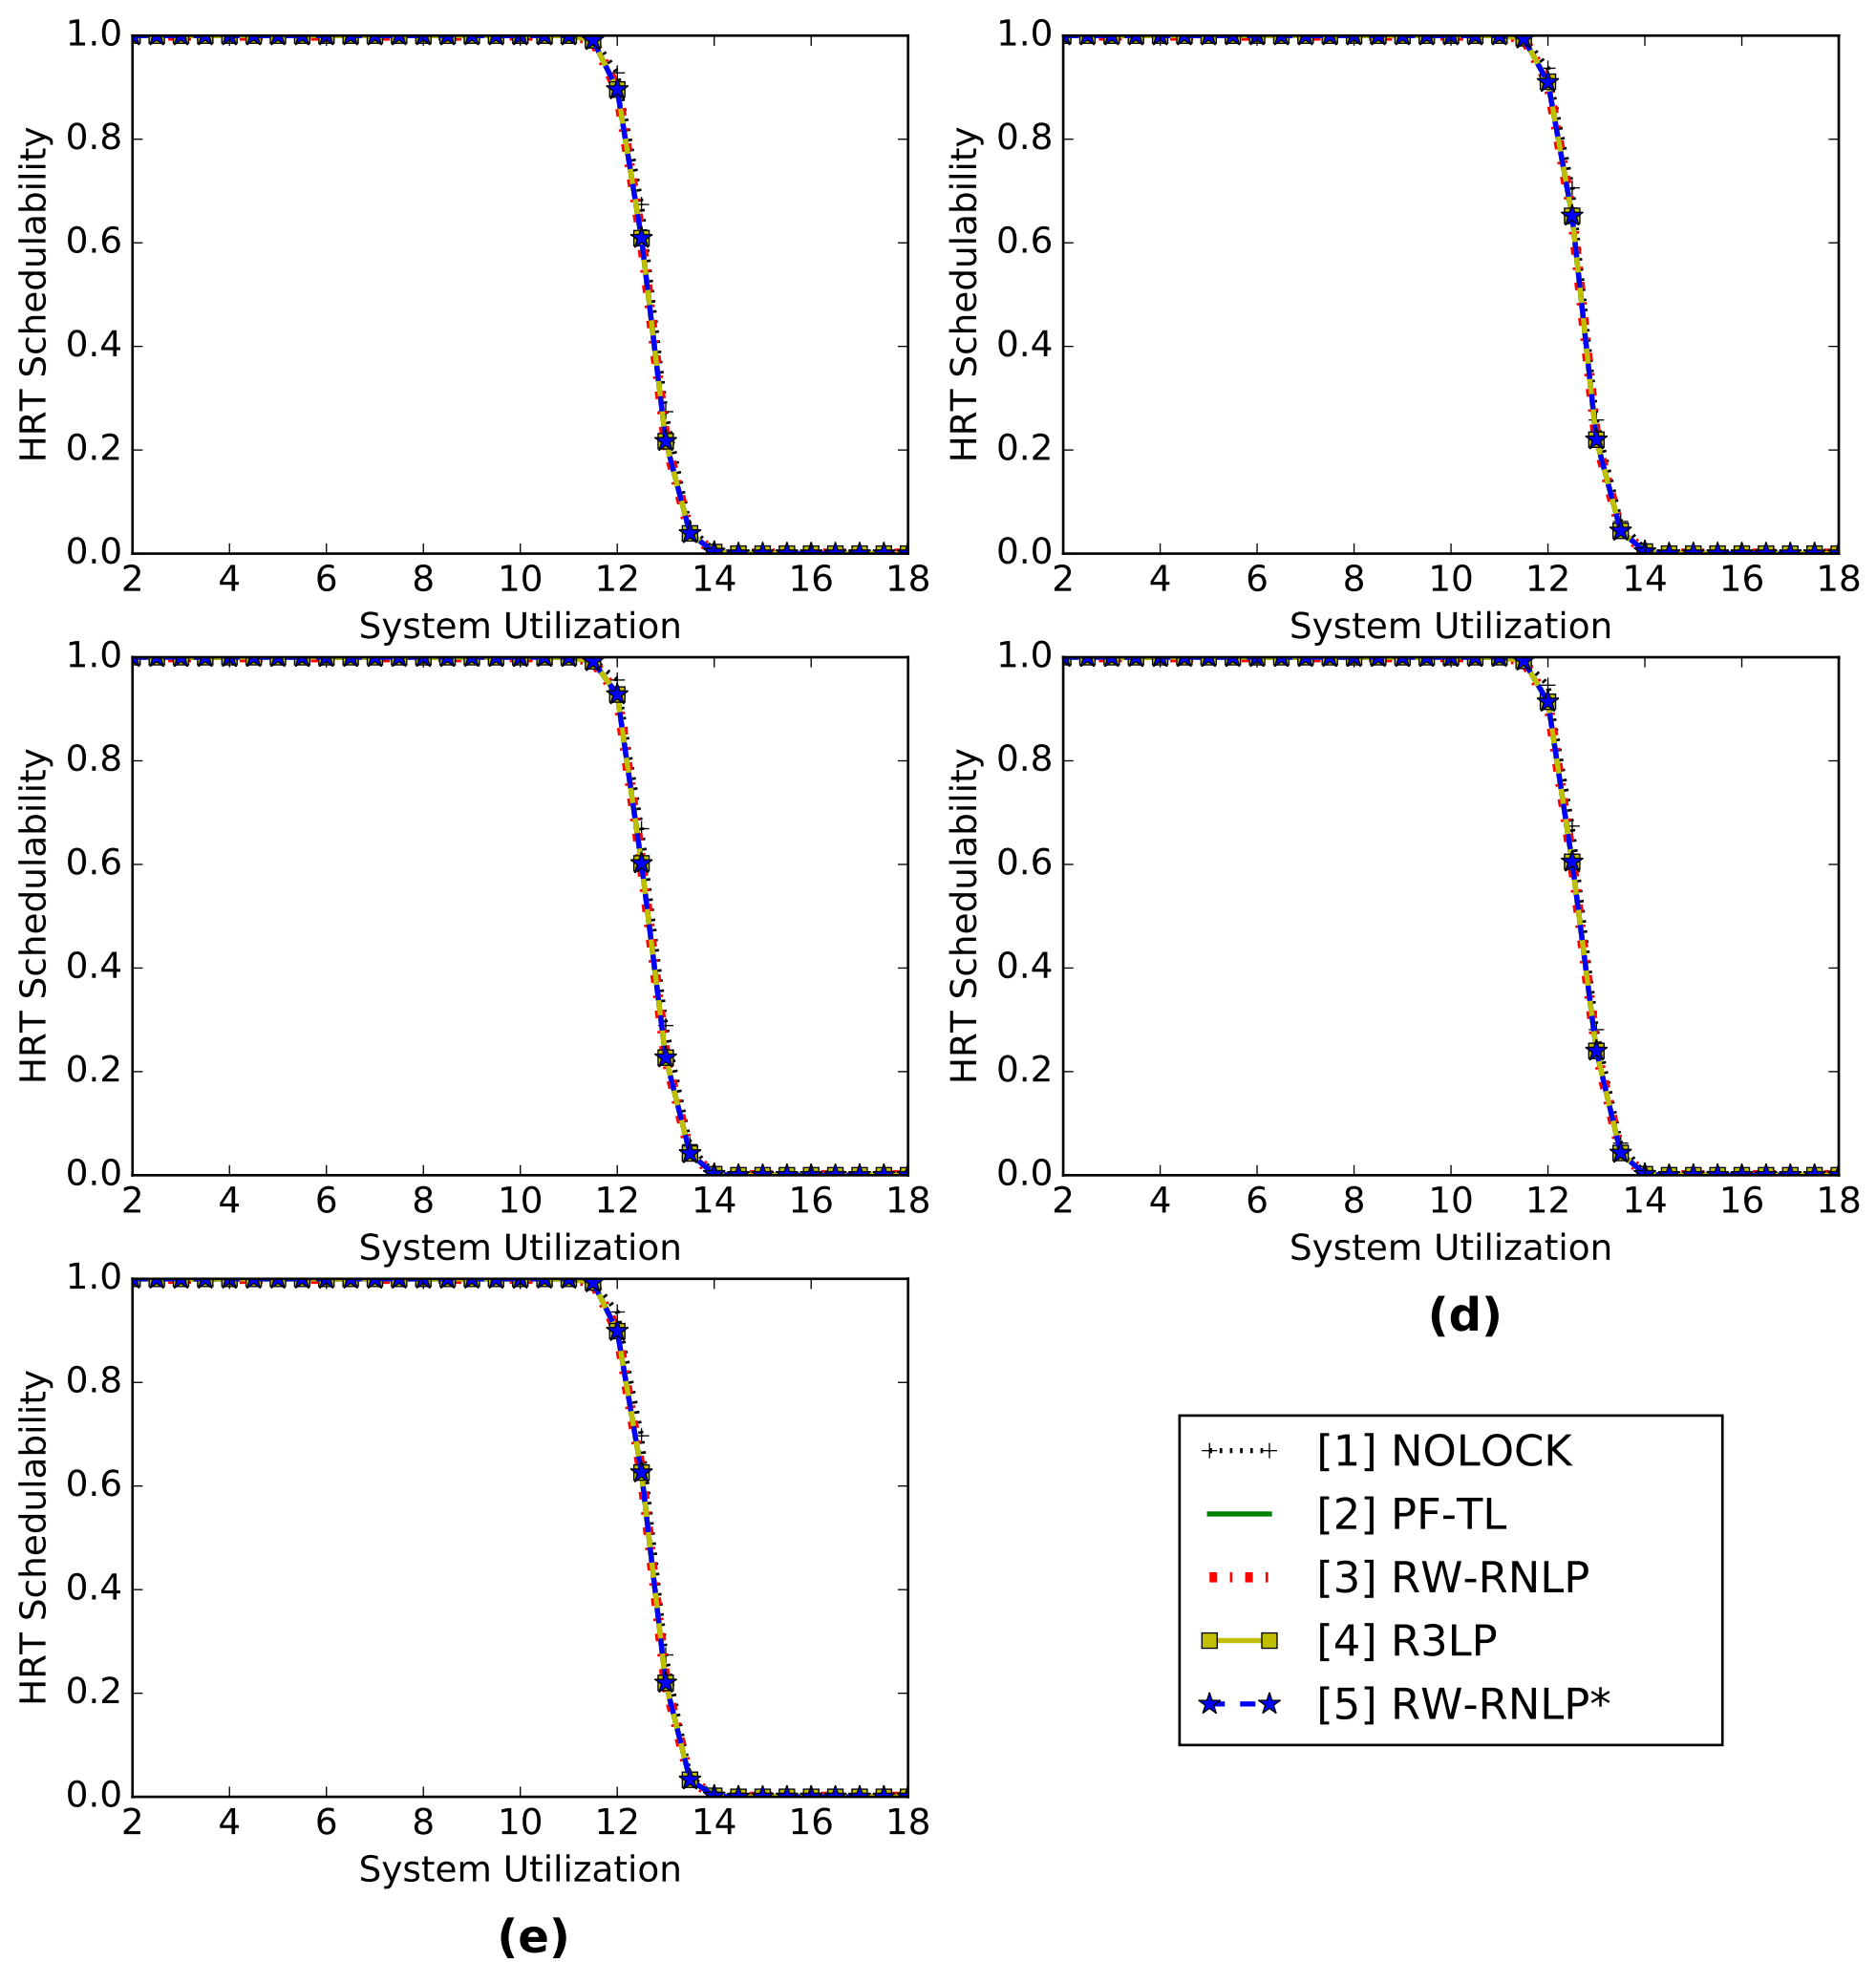 1.0
0.8
0.6
0.4
0.2
0.0
HRT Schedulability
2 4 6 8 10 12 14 16 18
System Utilization
1.0
0.8
0.6
0.4
0.2
0.0
HRT Schedulability
2 4 6 8 10 12 14 16 18
System Utilization
1.0
0.8
0.6
0.4
0.2
0.0
HRT Schedulability
2 4 6 8 10 12 14 16 18
System Utilization
1.0
0.8
0.6
0.4
0.2
0.0
HRT Schedulability
2 4 6 8 10 12 14 16 18
System Utilization
(d)
1.0
0.8
0.6
0.4
0.2
0.0
HRT Schedulability
2 4 6 8 10 12 14 16 18
System Utilization
(e)
[1] NOLOCK
[2] PF-TL
[3] RW-RNLP
[4] R3LP
[5] RW-RNLP*